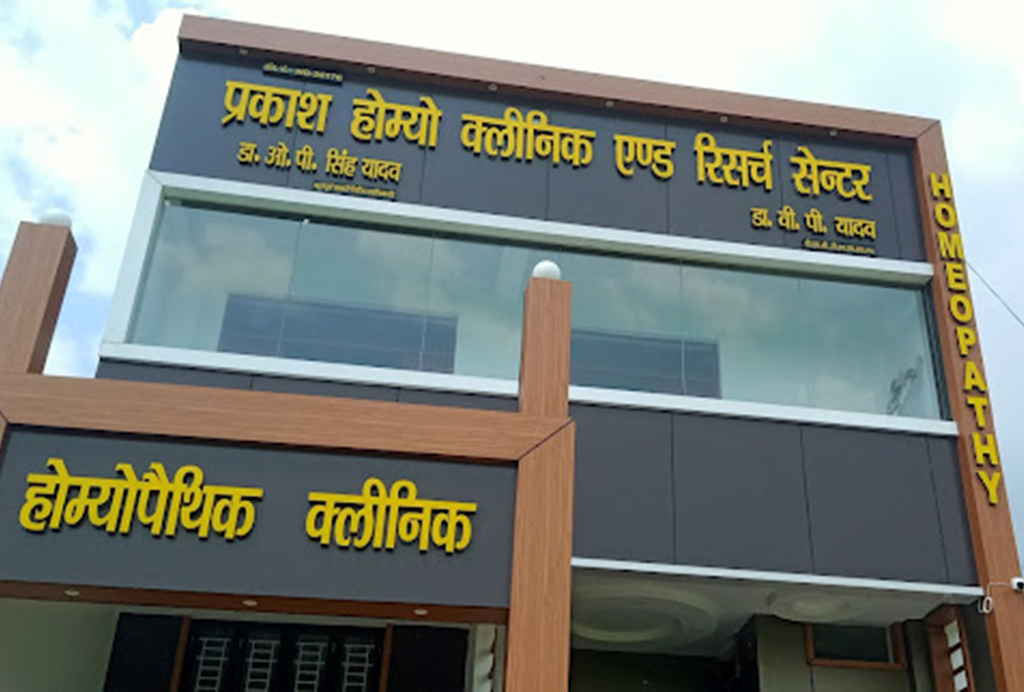 प्रकाश होम्यो क्लीनिक एण्ड रिसर्च सेन्टर
डा. ओ. पी. सिंह यादव
डा. वी. पी. यादव
HOMEOPATHY
होम्योपैथिक क्लीनिक